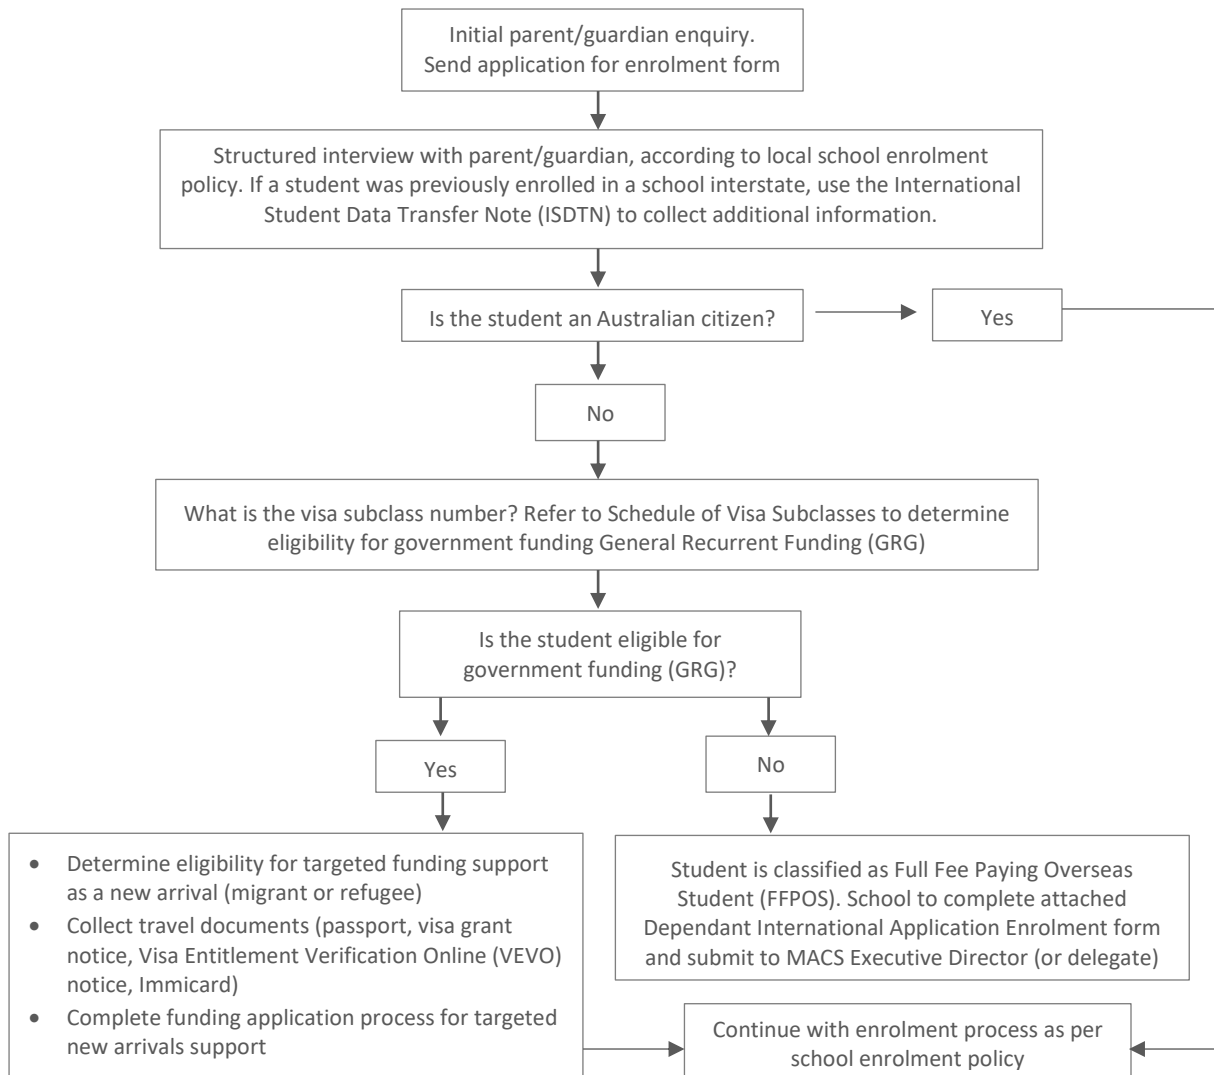 Initial parent/guardian enquiry.
Send application for enrolment form
Structured interview with parent/guardian, according to local school enrolment
policy. If a student was previously enrolled in a school interstate, use the International
Student Data Transfer Note (ISDTN) to collect additional information.
Is the student an Australian citizen?
Yes
No
What is the visa subclass number? Refer to Schedule of Visa Subclasses to determine
eligibility for government funding General Recurrent Funding (GRG)
Is the student eligible for
government funding (GRG)?
Yes
No
• Determine eligibility for targeted funding support
as a new arrival (migrant or refugee)
• Collect travel documents (passport, visa grant
notice, Visa Entitlement Verification Online (VEVO)
notice, Immicard)
• Complete funding application process for targeted
new arrivals support
Student is classified as Full Fee Paying Overseas
Student (FFPOS). School to complete attached
Dependant International Application Enrolment form
and submit to MACS Executive Director (or delegate)
Continue with enrolment process as per
school enrolment policy